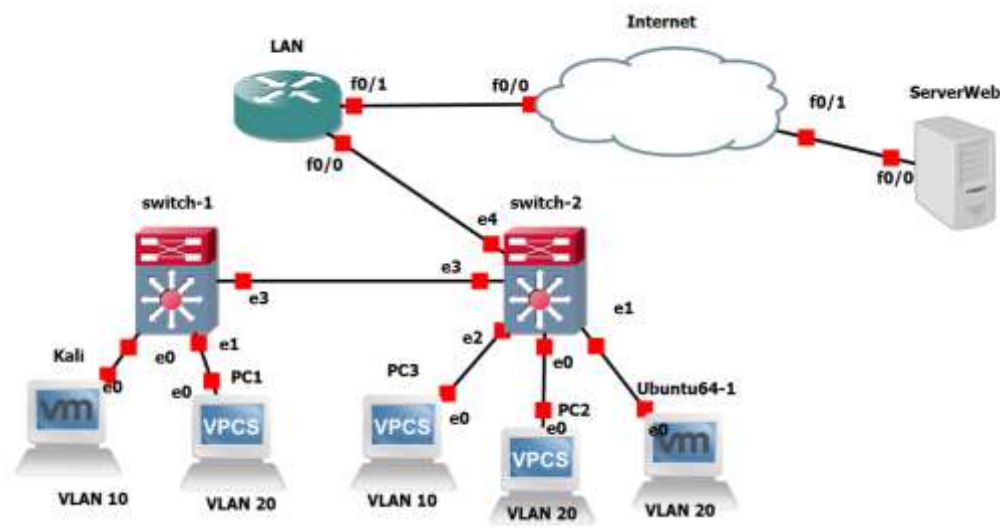 Internet
LAN
f0/1
f0/0
f0/1
ServerWeb
f0/0
f0/0
switch-1
switch-2
e4
e3
e3
e1
e2
e0
e1
e0
Kali
PC1
PC3
PC2
Ubuntu64-1
e0
e0
e0
e0
e0
vm
VPCS
VPCS
VPCS
vm
VLAN 10
VLAN 20
VLAN 10
VLAN 20
VLAN 20